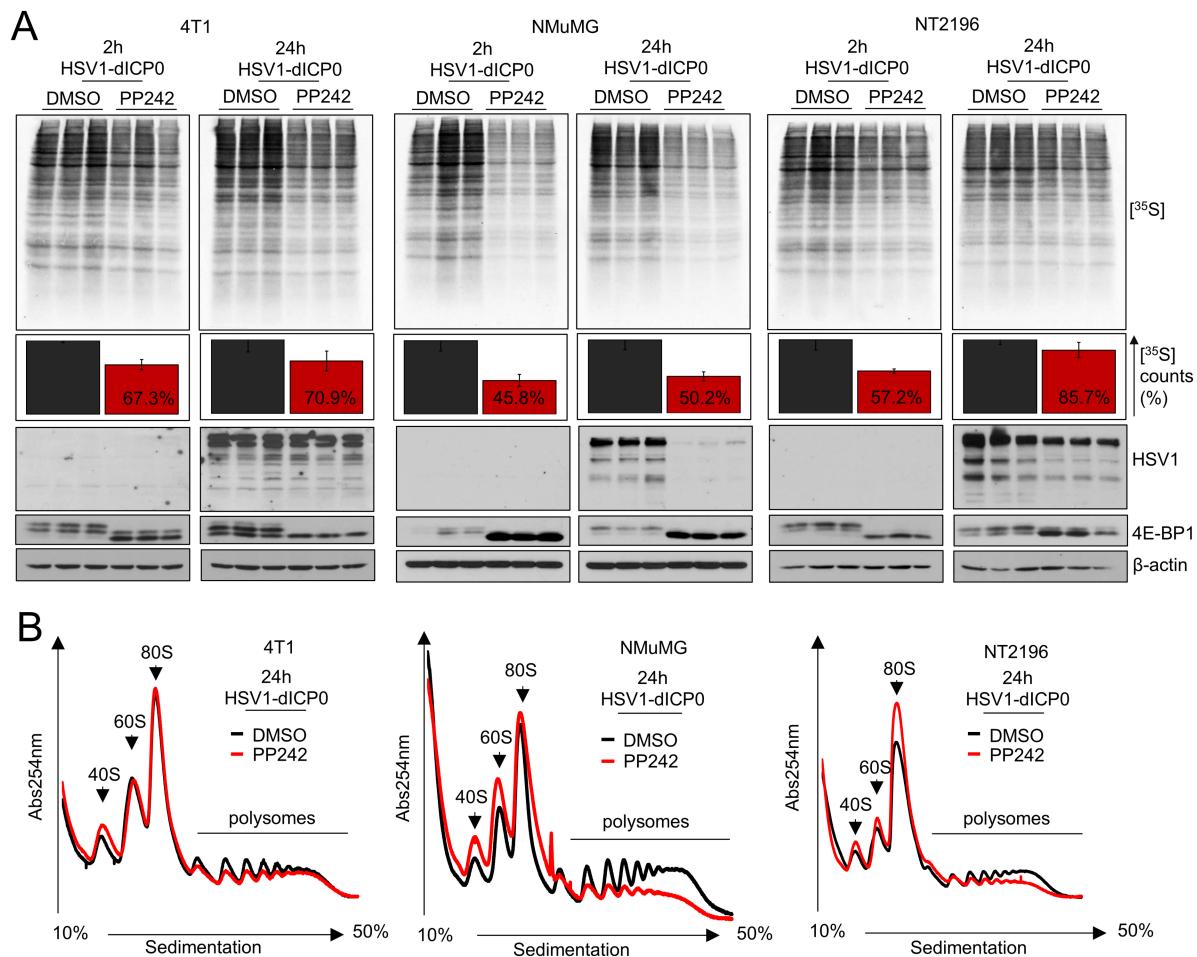 A
4T1
NMuMG
NT2196
2h
HSV1-dICP0
24h
HSV1-dICP0
2h
HSV1-dICP0
24h
HSV1-dICP0
2h
HSV1-dICP0
24h
HSV1-dICP0
DMSO PP242
DMSO PP242
DMSO PP242
DMSO PP242
DMSO PP242
DMSO PP242
[³⁵S]
67.3%
70.9%
45.8%
50.2%
57.2%
85.7%
[³⁵S]
counts
(%)
HSV1
4E-BP1
β-actin
B
4T1
24h
HSV1-dICP0
DMSO
PP242
80S
60S
40S
polysomes
Abs254nm
10%
Sedimentation
50%
NMuMG
24h
HSV1-dICP0
DMSO
PP242
80S
60S
40S
polysomes
Abs254nm
10%
Sedimentation
50%
NT2196
24h
HSV1-dICP0
DMSO
PP242
80S
60S
40S
polysomes
Abs254nm
10%
Sedimentation
50%